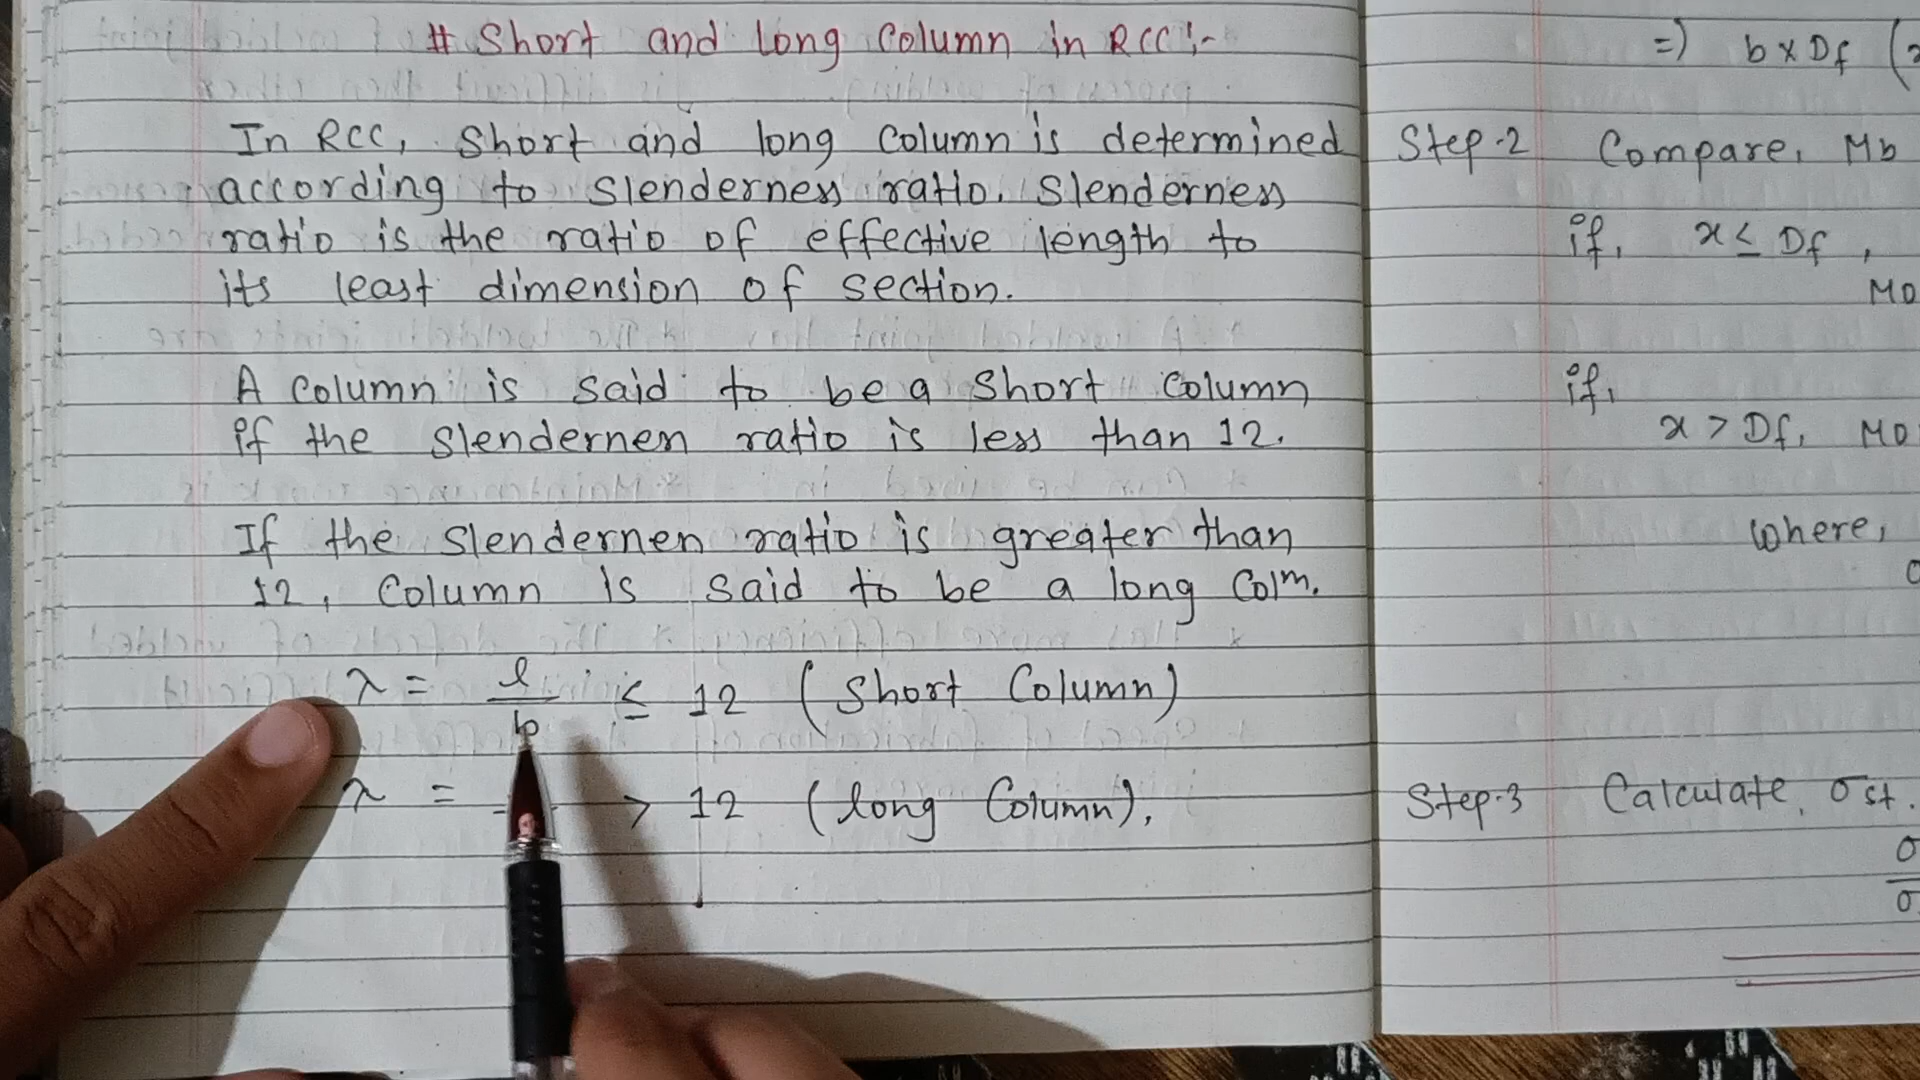 # Short and long Column in RCC :-
In RCC, Short and long Column is determined
according to Slenderness ratio. Slenderness
ratio is the ratio of effective length to
its least dimension of section.
A Column is said to be a Short Column
if the Slenderness ratio is less than 12.
If the Slenderness ratio is greater than
12, Column is said to be a long Colm.
λ = l/b ≤ 12 (Short Column)
λ = > 12 (long Column).
=) b x Df (
Step-2 Compare, Mb
if, x ≤ Df ,
MO
if,
x > Df, MO
Where,
Step-3 Calculate, σst.
σ
σ